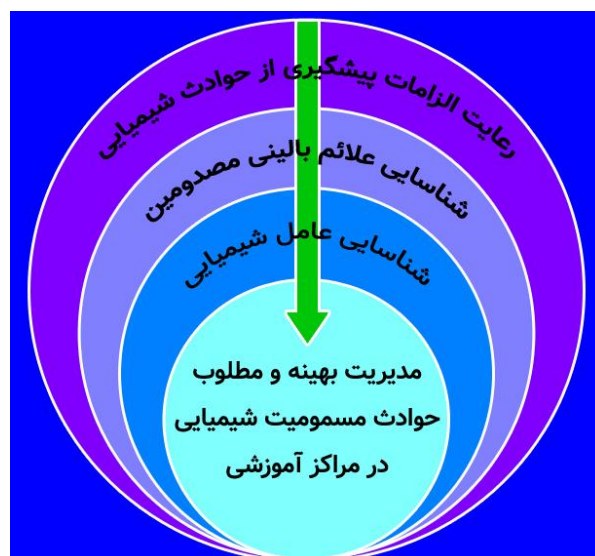 رعایت الزامات پیشگیری از حوادث شیمیایی
شناسایی علائم بالینی مصدومین
شناسایی عامل شیمیایی
مدیریت بهینه و مطلوب
حوادث مسمومیت شیمیایی
در مراکز آموزشی